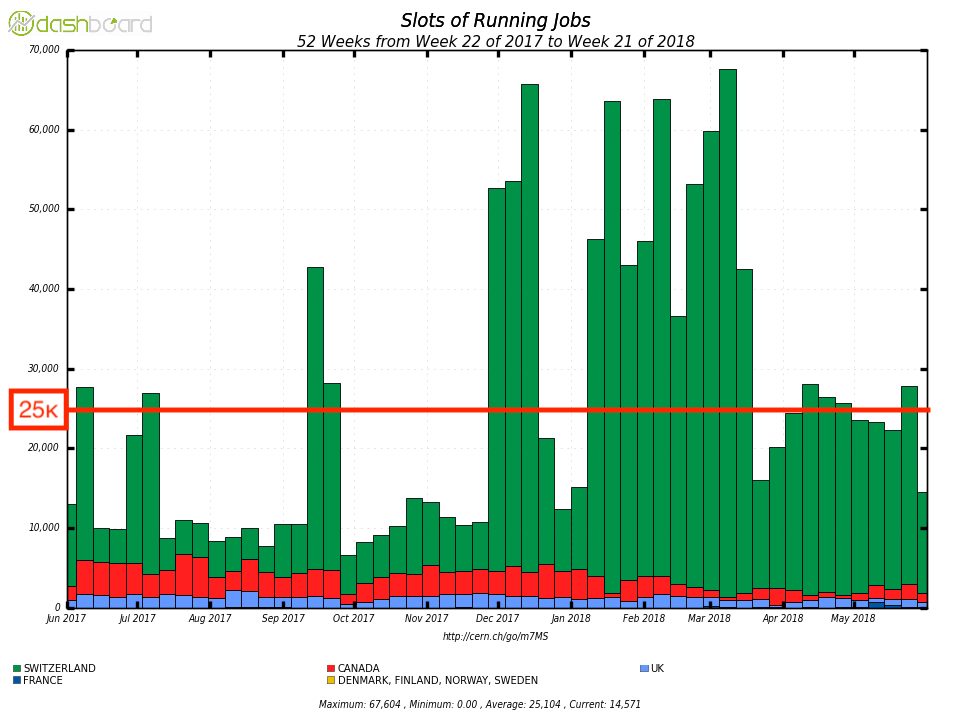 dashboard
Slots of Running Jobs
52 Weeks from Week 22 of 2017 to Week 21 of 2018
70,000
60,000
50,000
40,000
30,000
25K
20,000
10,000
0
Jun 2017 Jul 2017 Aug 2017 Sep 2017 Oct 2017 Nov 2017 Dec 2017 Jan 2018 Feb 2018 Mar 2018 Apr 2018 May 2018
http://cern.ch/go/m7MS
SWITZERLAND CANADA UK
FRANCE DENMARK, FINLAND, NORWAY, SWEDEN
Maximum: 67,604 , Minimum: 0.00 , Average: 25,104 , Current: 14,571